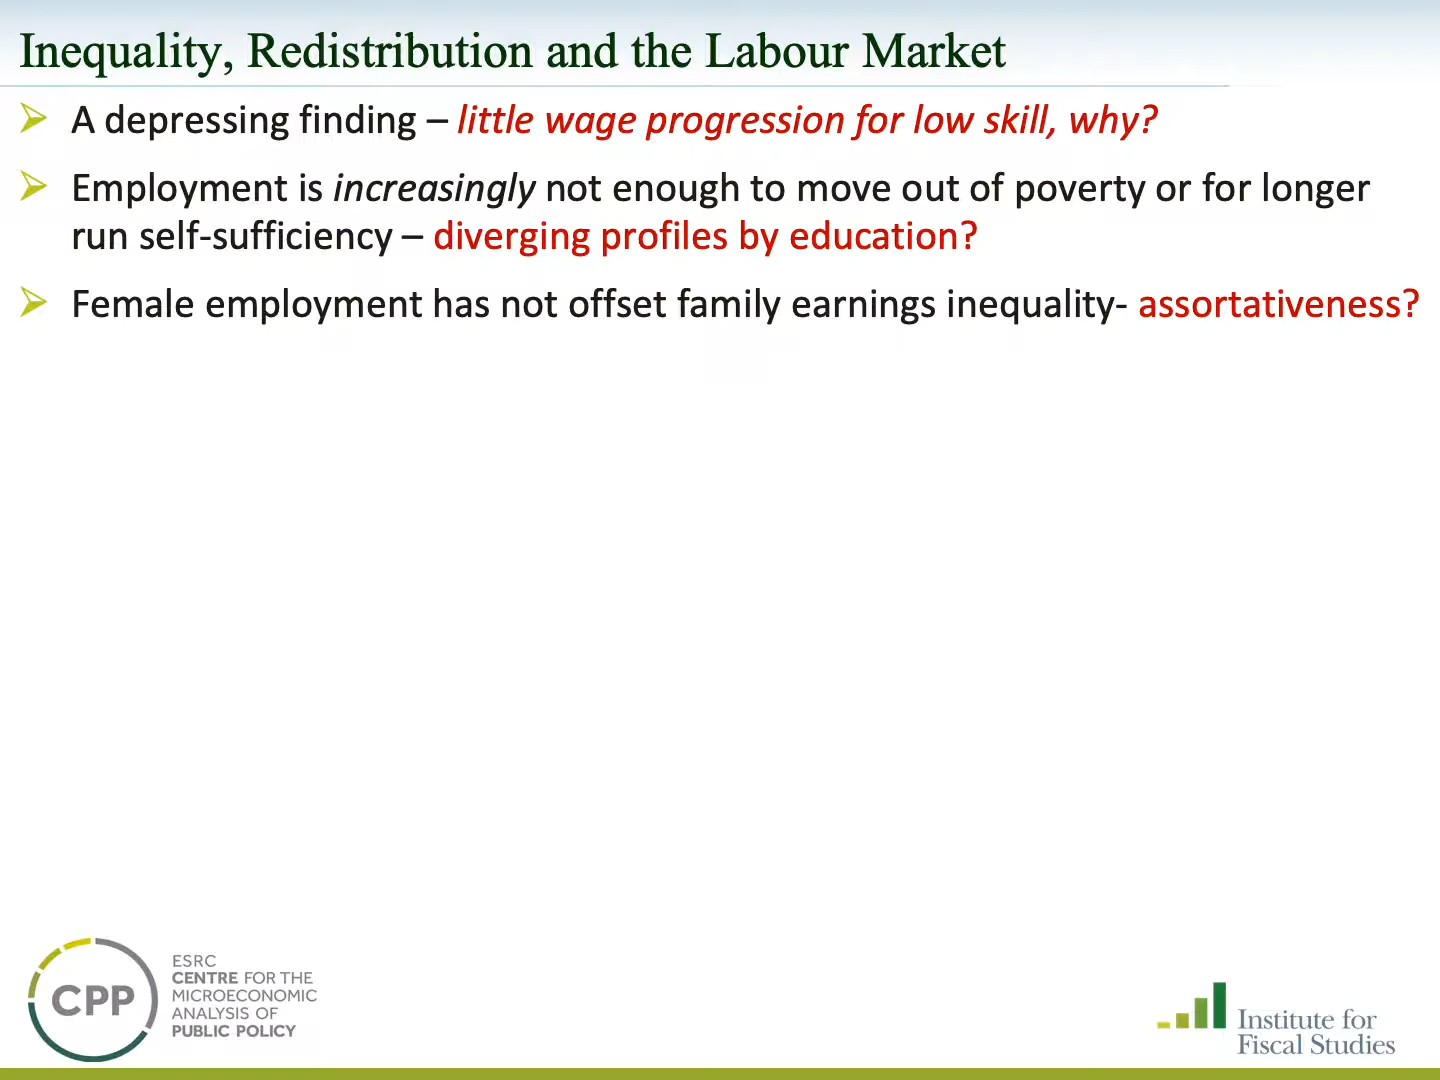 Inequality, Redistribution and the Labour Market
A depressing finding – little wage progression for low skill, why?
Employment is increasingly not enough to move out of poverty or for longer
run self-sufficiency – diverging profiles by education?
Female employment has not offset family earnings inequality- assortativeness?
CPP
ESRC
CENTRE FOR THE
MICROECONOMIC
ANALYSIS OF
PUBLIC POLICY
Institute for
Fiscal Studies